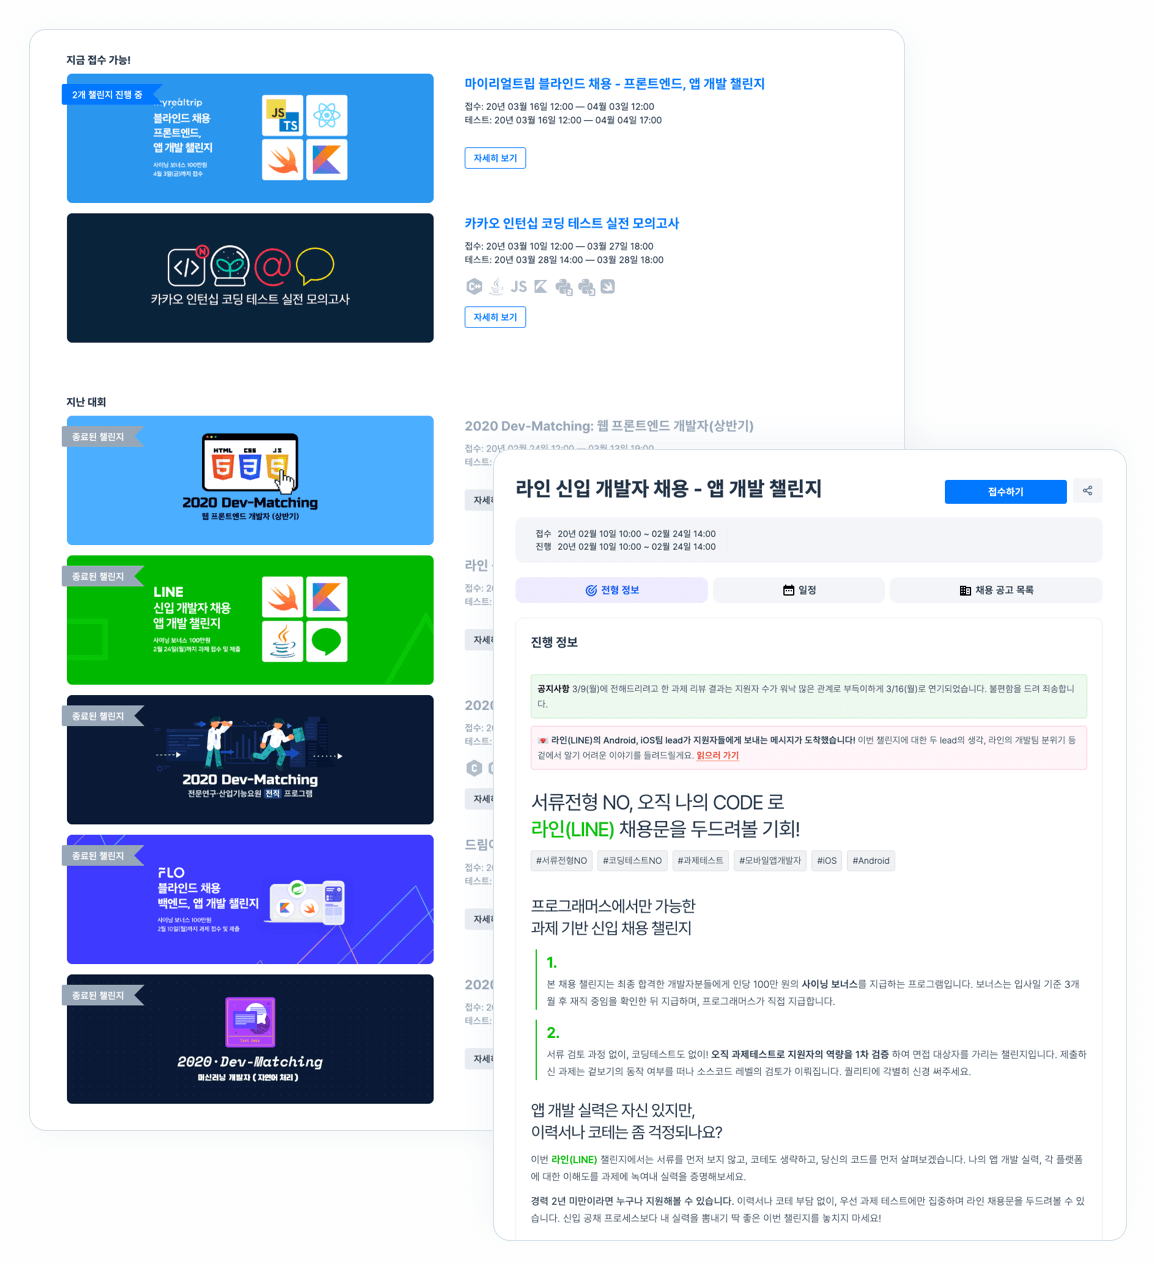 지금 접수 가능!
2개 챌린지 진행 중
myrealtrip
블라인드 채용
프론트엔드,
앱 개발 챌린지
사이닝 보너스 100만원
4월 3일(금)까지 접수
JS
TS
마이리얼트립 블라인드 채용 - 프론트엔드, 앱 개발 챌린지
접수: 20년 03월 16일 12:00 — 04월 03일 12:00
테스트: 20년 03월 16일 12:00 — 04월 04일 17:00
자세히 보기
N
카카오 인턴십 코딩 테스트 실전 모의고사
카카오 인턴십 코딩 테스트 실전 모의고사
접수: 20년 03월 10일 12:00 — 03월 27일 18:00
테스트: 20년 03월 28일 14:00 — 03월 28일 18:00
JS
자세히 보기
지난 대회
종료된 챌린지
HTML CSS JS
5 3 5
2020 Dev-Matching
웹 프론트엔드 개발자 (상반기)
2020 Dev-Matching: 웹 프론트엔드 개발자(상반기)
접수: 20년 02월 24일 12:00 — 03월 13일 19:00
테스트:
자세히
종료된 챌린지
LINE
신입 개발자 채용
앱 개발 챌린지
사이닝 보너스 100만원
2월 24일(월)까지 과제 접수 및 제출
Java
라인
접수: 20
테스트:
자세히
종료된 챌린지
2020 Dev-Matching
전문연구·산업기능요원 전직 프로그램
2020
접수: 20
테스트:
C
자세히
종료된 챌린지
FLO
블라인드 채용
백엔드, 앱 개발 챌린지
사이닝 보너스 100만원
2월 10일(월)까지 과제 접수 및 제출
드림어
접수: 20
테스트:
자세히
종료된 챌린지
2020·Dev-Matching
머신러닝 개발자 ( 자연어 처리 )
2020
접수: 20
테스트:
자세히
라인 신입 개발자 채용 - 앱 개발 챌린지
접수하기
접수 20년 02월 10일 10:00 ~ 02월 24일 14:00
진행 20년 02월 10일 10:00 ~ 02월 24일 14:00
전형 정보
일정
채용 공고 목록
진행 정보
공지사항 3/9(월)에 전해드리려고 한 과제 리뷰 결과는 지원자 수가 워낙 많은 관계로 부득이하게 3/16(월)로 연기되었습니다. 불편함을 드려 죄송합니
다.
💌 라인(LINE)의 Android, iOS팀 lead가 지원자들에게 보내는 메시지가 도착했습니다! 이번 챌린지에 대한 두 lead의 생각, 라인의 개발팀 분위기 등
겉에서 알기 어려운 이야기를 들려드릴게요. 읽으러 가기
서류전형 NO, 오직 나의 CODE 로
라인(LINE) 채용문을 두드려볼 기회!
#서류전형NO #코딩테스트NO #과제테스트 #모바일앱개발자 #iOS #Android
프로그래머스에서만 가능한
과제 기반 신입 채용 챌린지
1.
본 채용 챌린지는 최종 합격한 개발자분들에게 인당 100만 원의 사이닝 보너스를 지급하는 프로그램입니다. 보너스는 입사일 기준 3개
월 후 재직 중임을 확인한 뒤 지급하며, 프로그래머스가 직접 지급합니다.
2.
서류 검토 과정 없이, 코딩테스트도 없이! 오직 과제테스트로 지원자의 역량을 1차 검증 하여 면접 대상자를 가리는 챌린지입니다. 제출하
신 과제는 겉보기의 동작 여부를 떠나 소스코드 레벨의 검토가 이뤄집니다. 퀄리티에 각별히 신경 써주세요.
앱 개발 실력은 자신 있지만,
이력서나 코테는 좀 걱정되나요?
이번 라인(LINE) 챌린지에서는 서류를 먼저 보지 않고, 코테도 생략하고, 당신의 코드를 먼저 살펴보겠습니다. 나의 앱 개발 실력, 각 플랫폼
에 대한 이해도를 과제에 녹여내 실력을 증명해보세요.
경력 2년 미만이라면 누구나 지원해볼 수 있습니다. 이력서나 코테 부담 없이, 우선 과제 테스트에만 집중하며 라인 채용문을 두드려볼 수 있
습니다. 신입 공채 프로세스보다 내 실력을 뽐내기 딱 좋은 이번 챌린지를 놓치지 마세요!